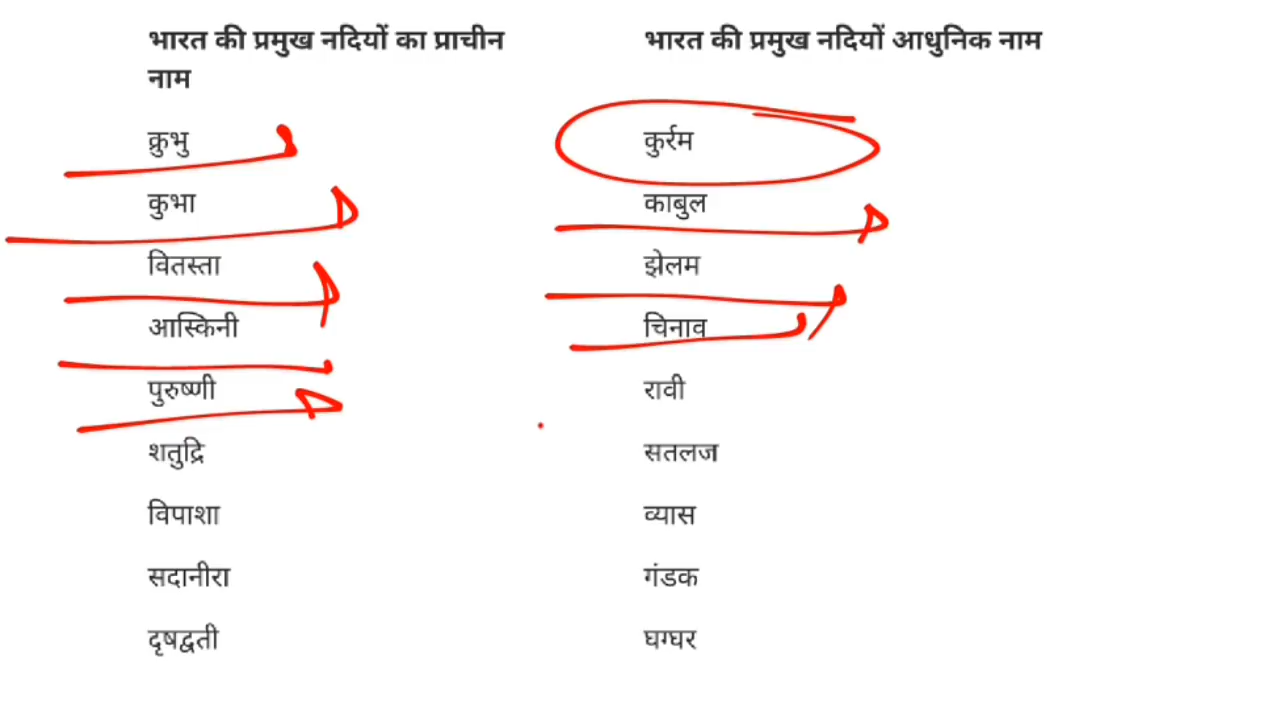 भारत की प्रमुख नदियों का प्राचीन नाम
भारत की प्रमुख नदियों आधुनिक नाम
क्रुभु कुर्रम
कुभा काबुल
वितस्ता झेलम
आस्किनी चिनाव
पुरुष्णी रावी
शतुद्रि सतलज
विपाशा व्यास
सदानीरा गंडक
दृषद्वती घग्घर